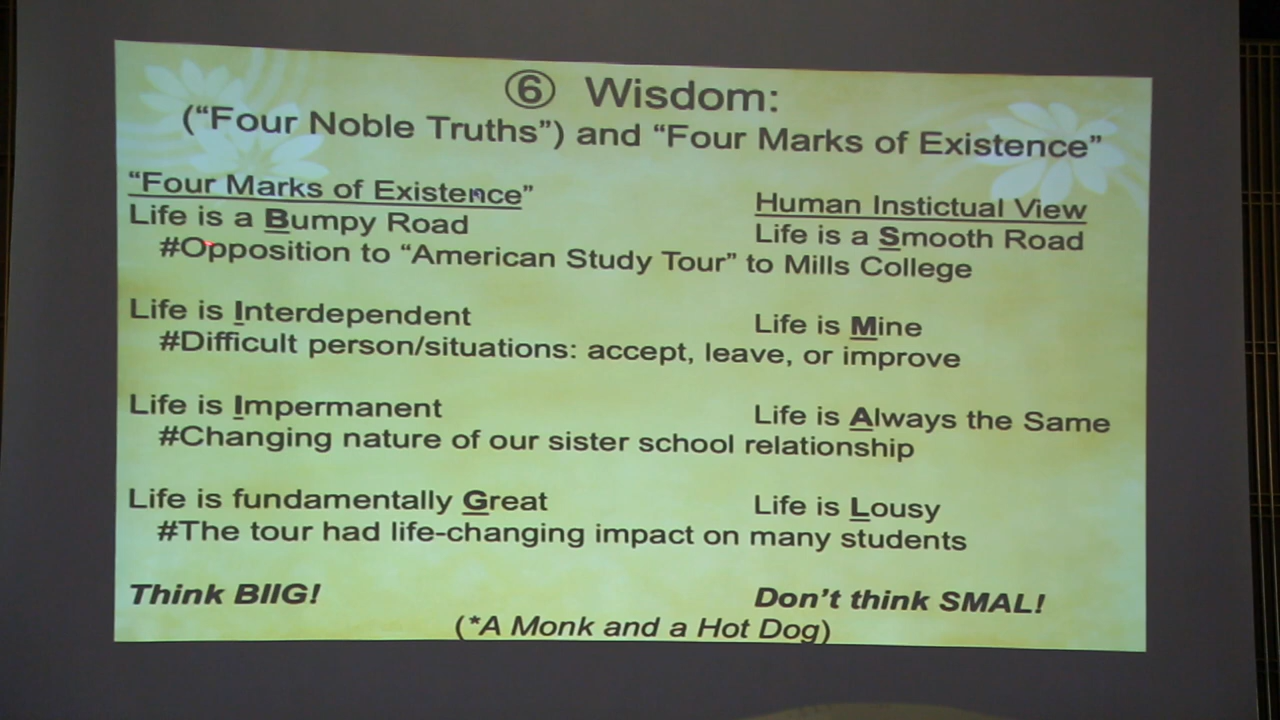 ⑥ Wisdom:
(“Four Noble Truths”) and “Four Marks of Existence”
“Four Marks of Existence”
Human Instictual View
Life is a Bumpy Road
Life is a Smooth Road
#Opposition to “American Study Tour” to Mills College
Life is Interdependent
Life is Mine
#Difficult person/situations: accept, leave, or improve
Life is Impermanent
Life is Always the Same
#Changing nature of our sister school relationship
Life is fundamentally Great
Life is Lousy
#The tour had life-changing impact on many students
Think BIIG!
Don’t think SMAL!
(*A Monk and a Hot Dog)